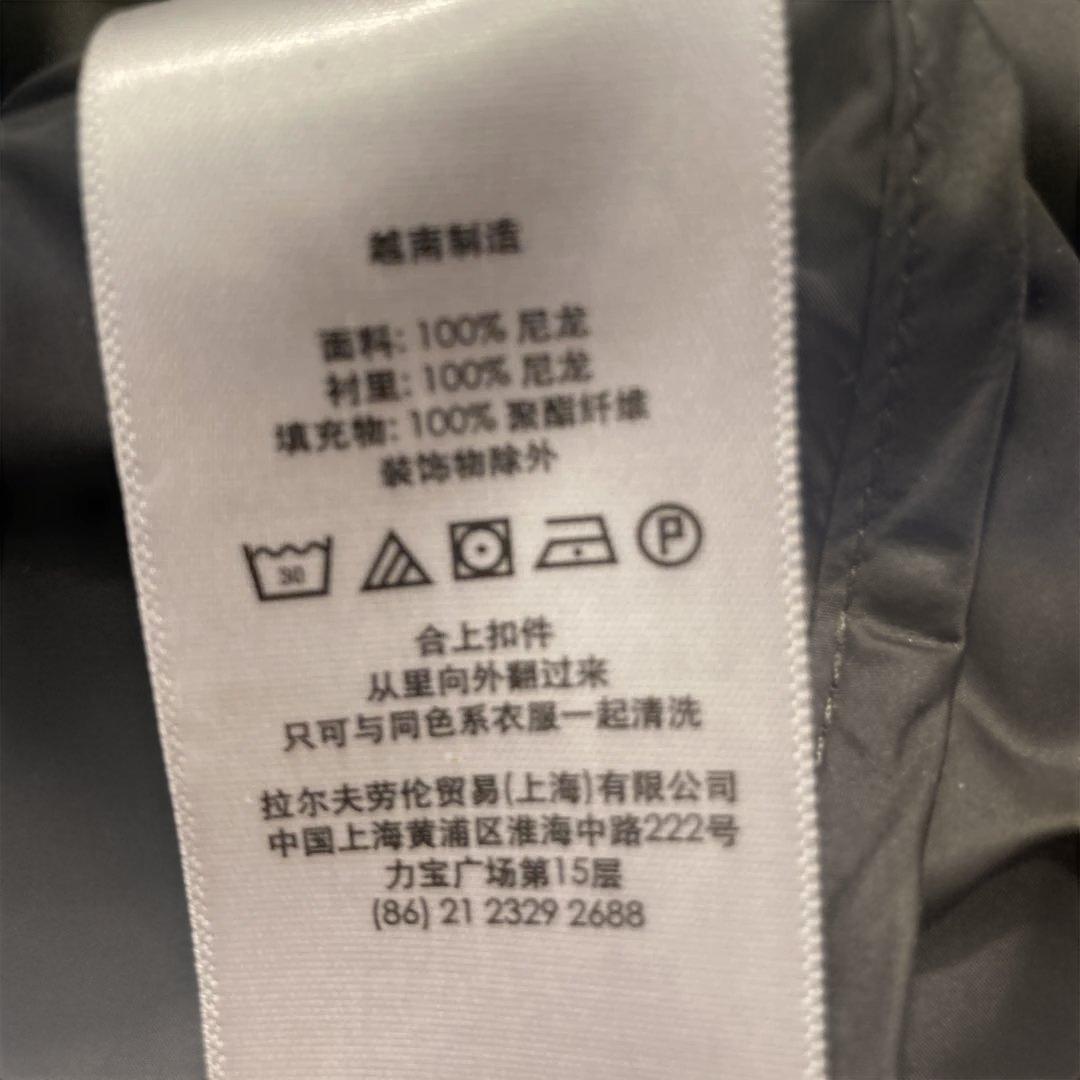 越南制造
面料: 100% 尼龙
衬里: 100% 尼龙
填充物: 100% 聚酯纤维
装饰物除外
30 P
合上扣件
从里向外翻过来
只可与同色系衣服一起清洗
拉尔夫劳伦贸易(上海)有限公司
中国上海黄浦区淮海中路222号
力宝广场第15层
(86) 21 2329 2688